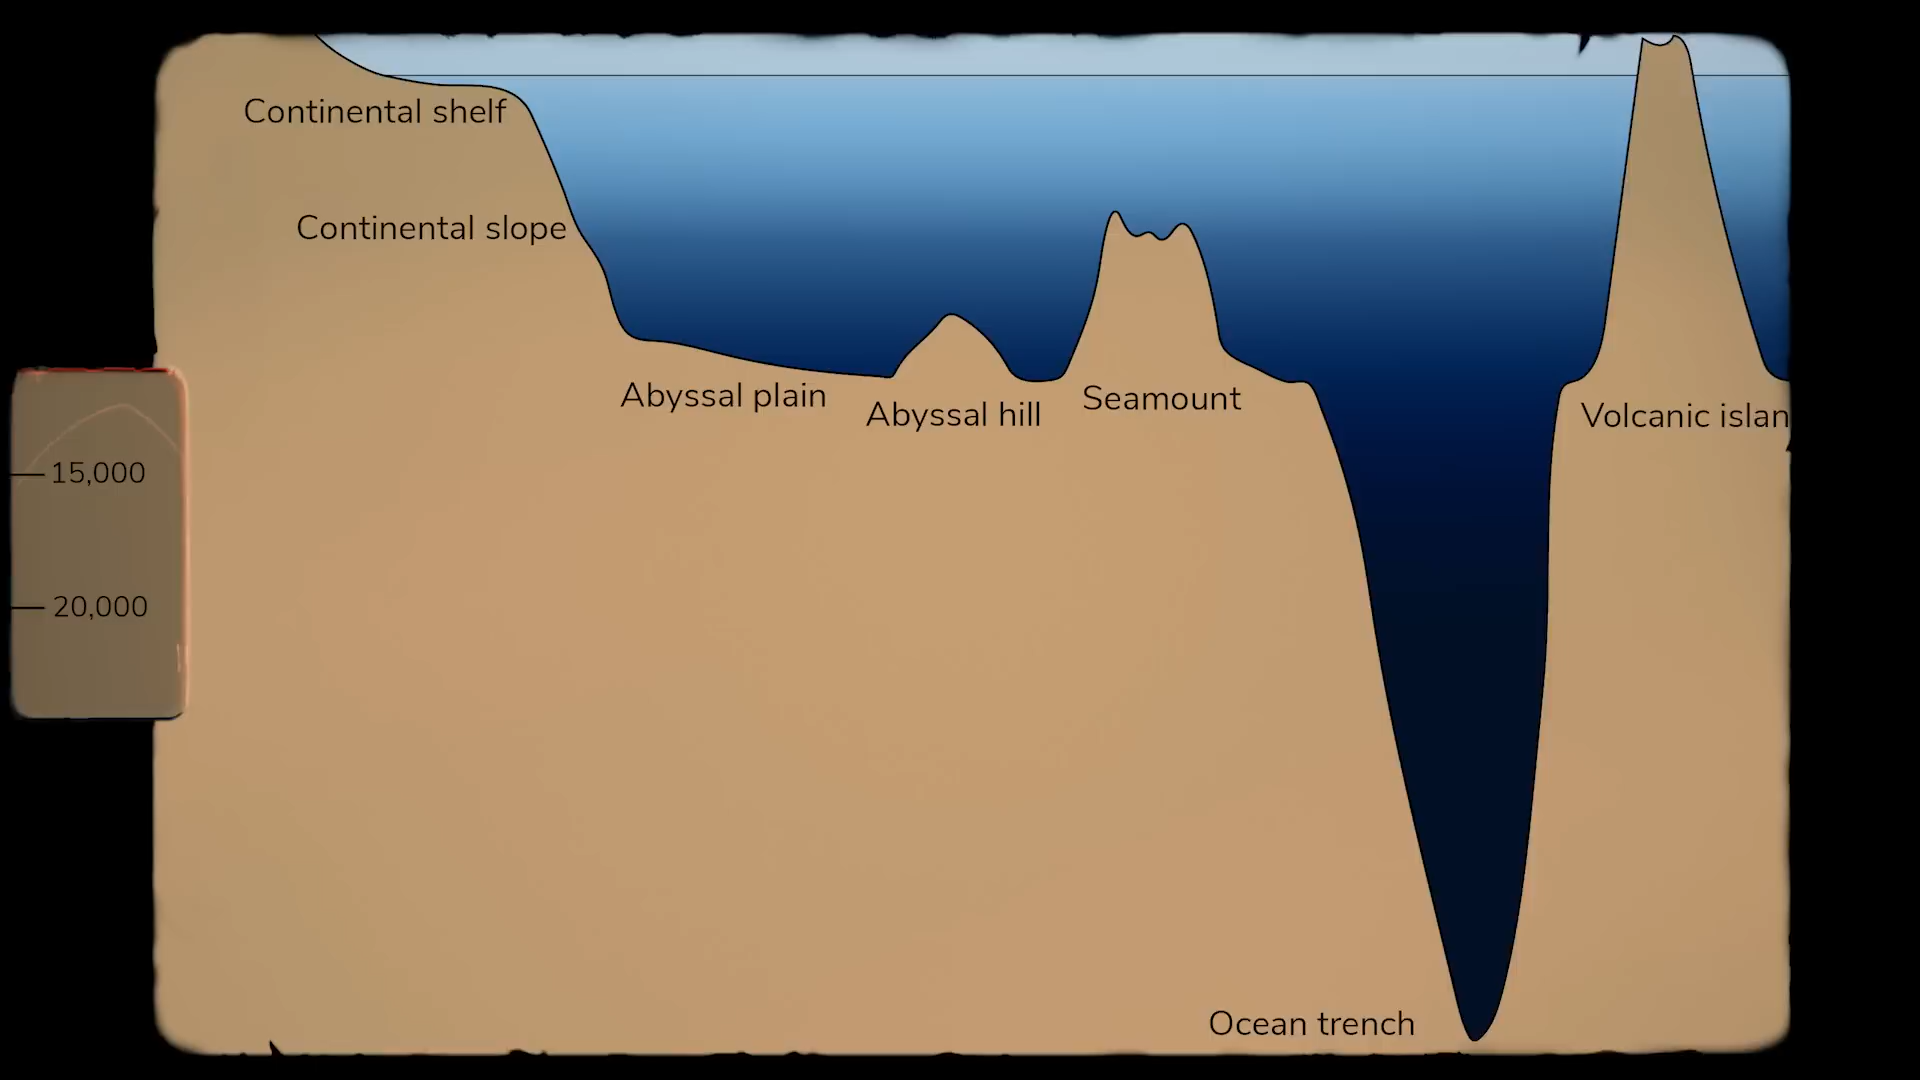 Continental shelf
Continental slope
Abyssal plain
Abyssal hill
Seamount
Volcanic islan
15,000
20,000
Ocean trench